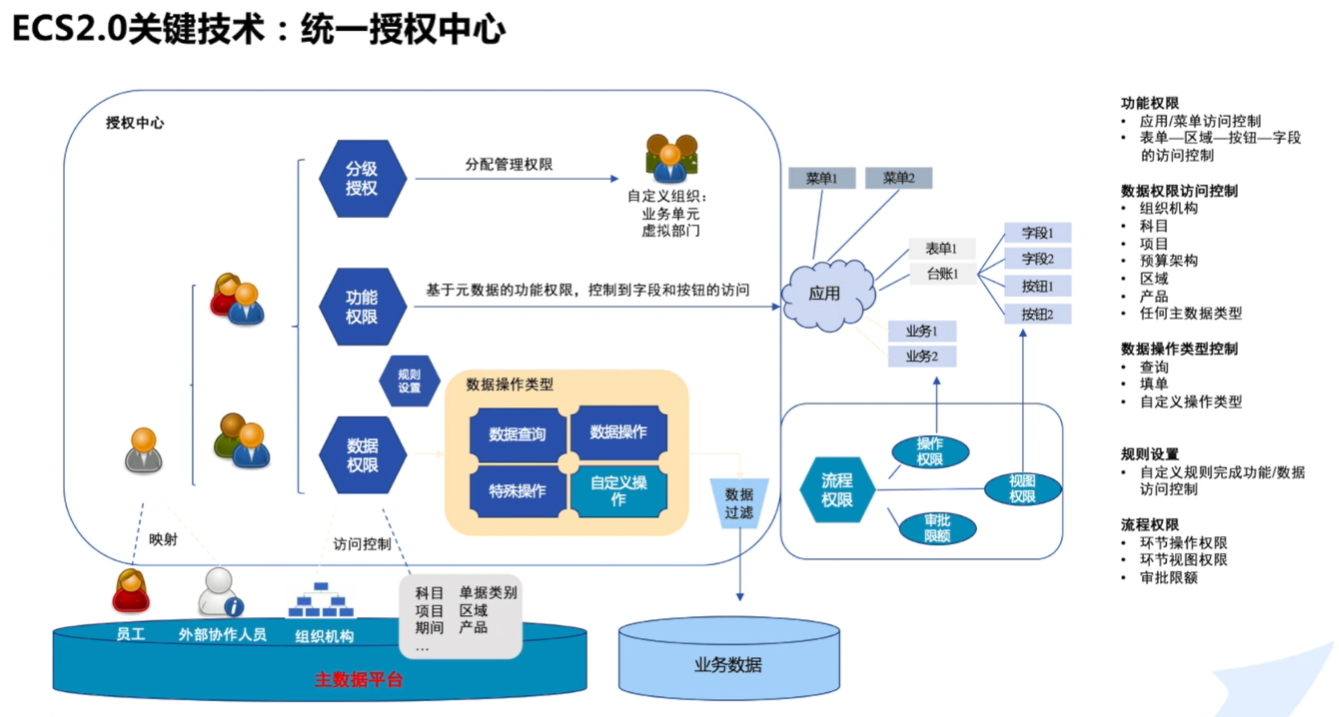 ECS2.0关键技术：统一授权中心
授权中心
分级
授权
分配管理权限
自定义组织：
业务单元
虚拟部门
功能
权限
基于元数据的功能权限，控制到字段和按钮的访问
规则
设置
数据
权限
数据操作类型
数据查询
数据操作
特殊操作
自定义操
作
数据
过滤
映射
访问控制
员工
外部协作人员
组织机构
科目 单据类别
项目 区域
期间 产品
...
主数据平台
业务数据
菜单1
菜单2
应用
表单1
台账1
字段1
字段2
按钮1
按钮2
业务1
业务2
流程
权限
操作
权限
视图
权限
审批
限额
功能权限
• 应用/菜单访问控制
• 表单—区域—按钮—字段
的访问控制
数据权限访问控制
• 组织机构
• 科目
• 项目
• 预算架构
• 区域
• 产品
• 任何主数据类型
数据操作类型控制
• 查询
• 填单
• 自定义操作类型
规则设置
• 自定义规则完成功能/数据
访问控制
流程权限
• 环节操作权限
• 环节视图权限
• 审批限额